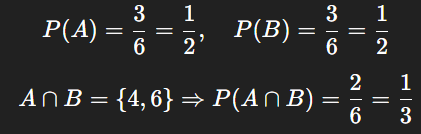 P(A) = 3/6 = 1/2, P(B) = 3/6 = 1/2
A ∩ B = {4, 6} ⇒ P(A ∩ B) = 2/6 = 1/3